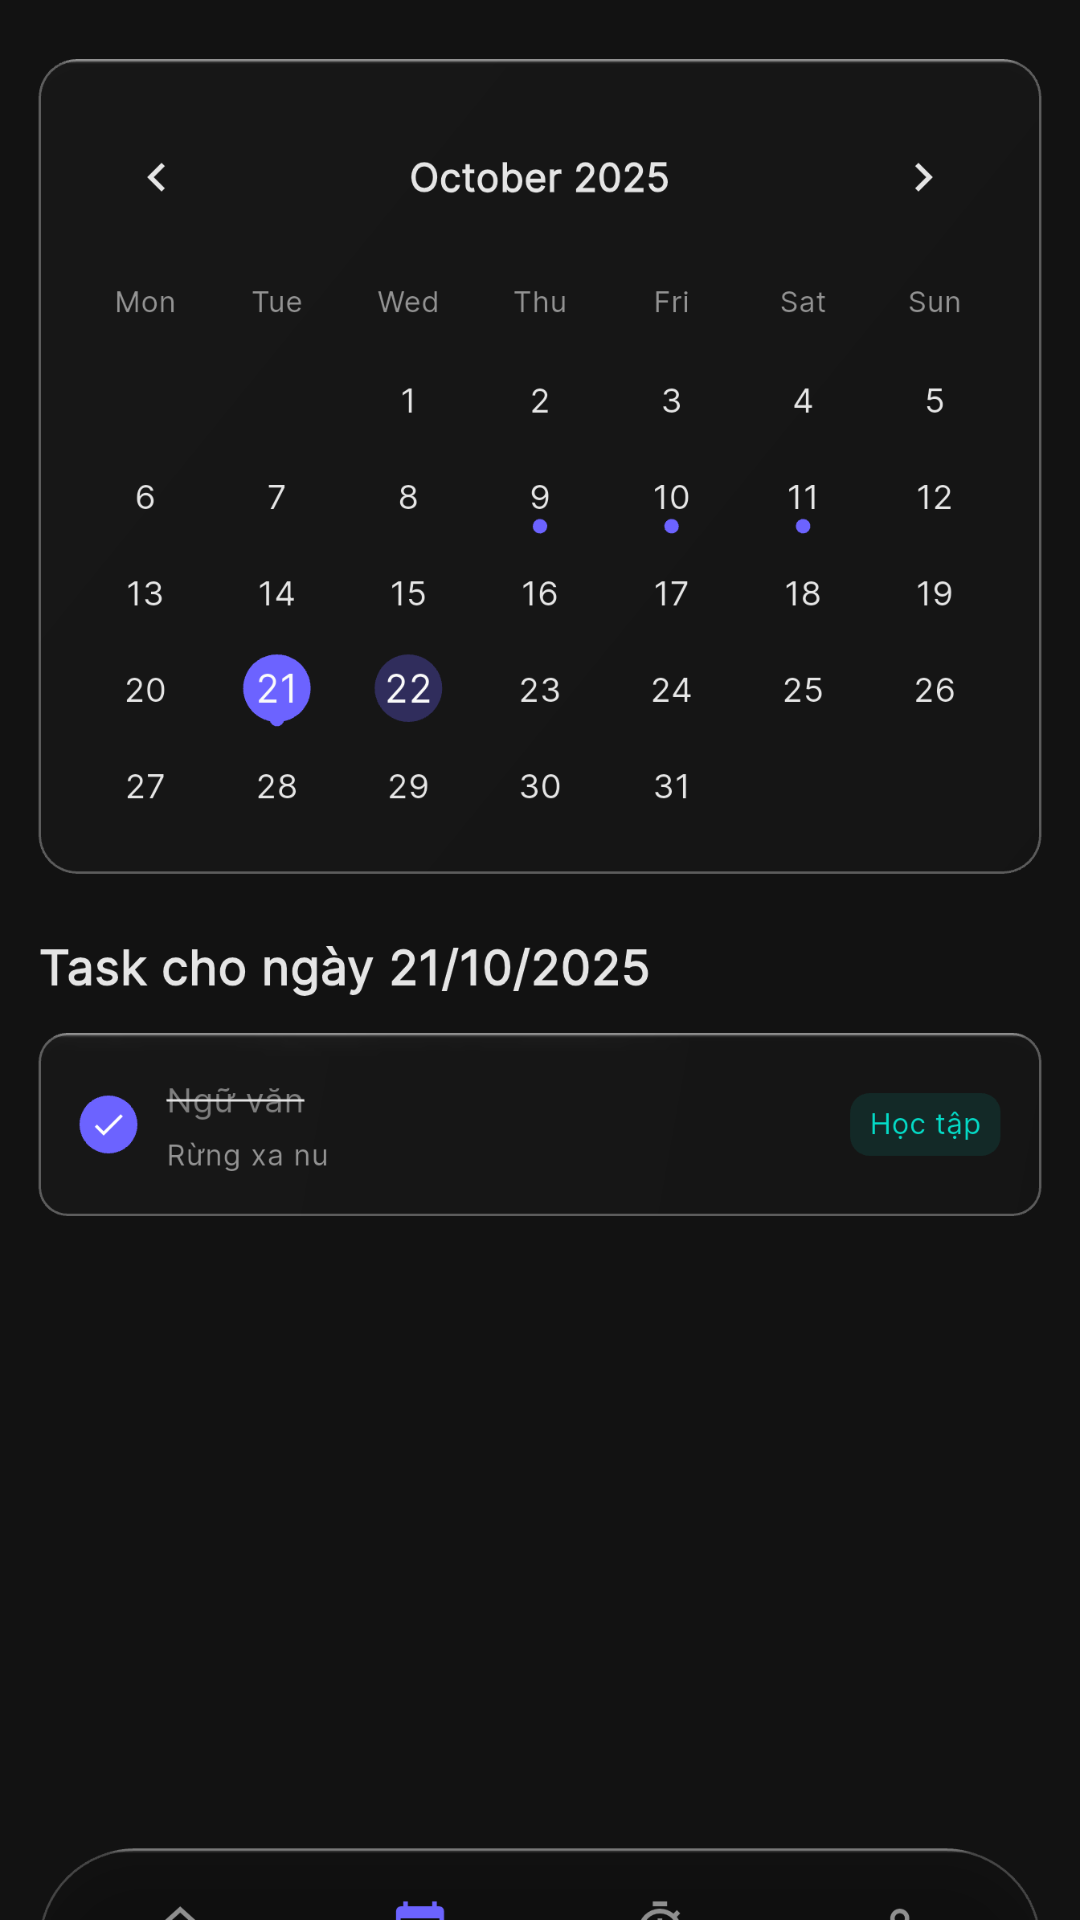 October 2025
Mon Tue Wed Thu Fri Sat Sun
1 2 3 4 5
6 7 8 9 10 11 12
13 14 15 16 17 18 19
20 21 22 23 24 25 26
27 28 29 30 31
Task cho ngày 21/10/2025
Ngữ văn
Học tập
Rừng xa nu